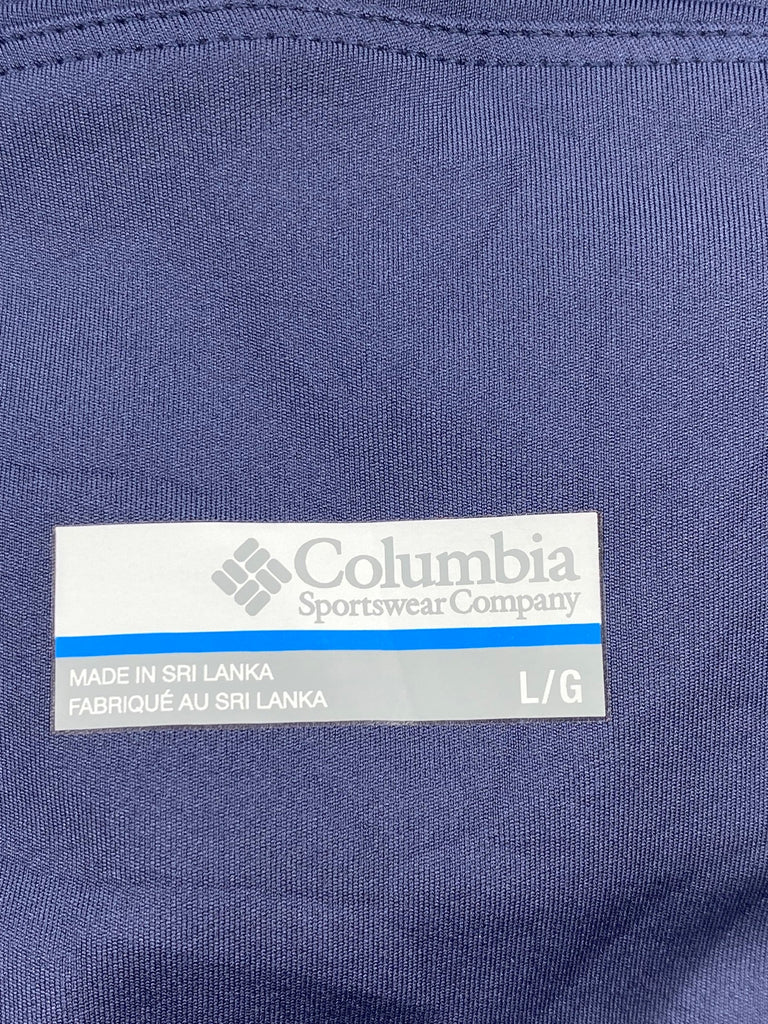 Columbia
Sportswear Company
MADE IN SRI LANKA
FABRIQUÉ AU SRI LANKA
L/G